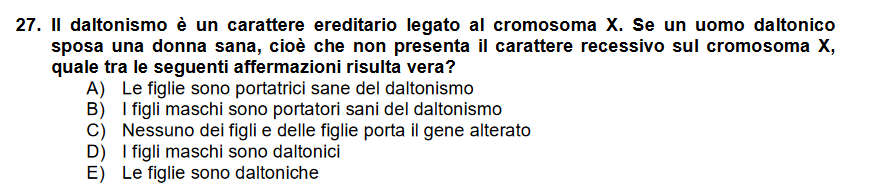 27. Il daltonismo è un carattere ereditario legato al cromosoma X. Se un uomo daltonico
sposa una donna sana, cioè che non presenta il carattere recessivo sul cromosoma X,
quale tra le seguenti affermazioni risulta vera?
A) Le figlie sono portatrici sane del daltonismo
B) I figli maschi sono portatori sani del daltonismo
C) Nessuno dei figli e delle figlie porta il gene alterato
D) I figli maschi sono daltonici
E) Le figlie sono daltoniche